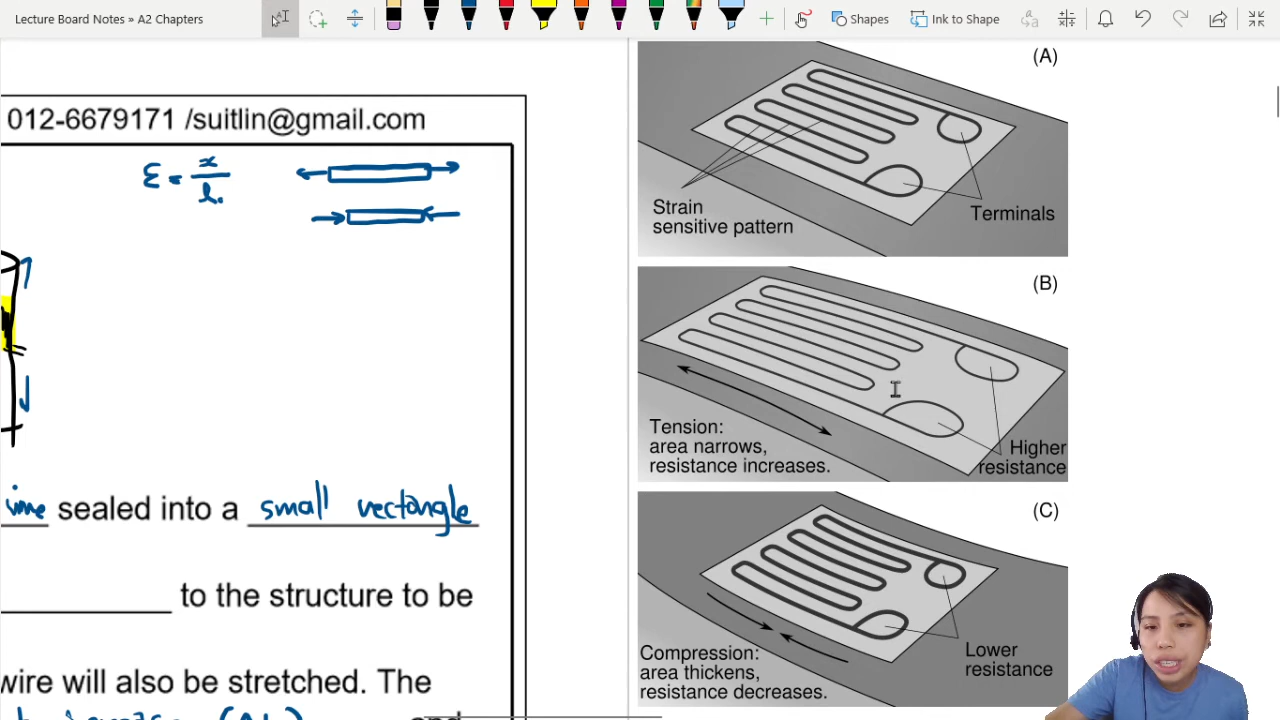 Lecture Board Notes » A2 Chapters
Shapes
Ink to Shape
012-6679171 /suitlin@gmail.com
ε = x / l₀
sealed into a small rectangle
to the structure to be
wire will also be stretched. The
and
(A)
Strain
sensitive pattern
Terminals
(B)
Tension:
area narrows,
resistance increases.
Higher
resistance
(C)
Compression:
area thickens,
resistance decreases.
Lower
resistance